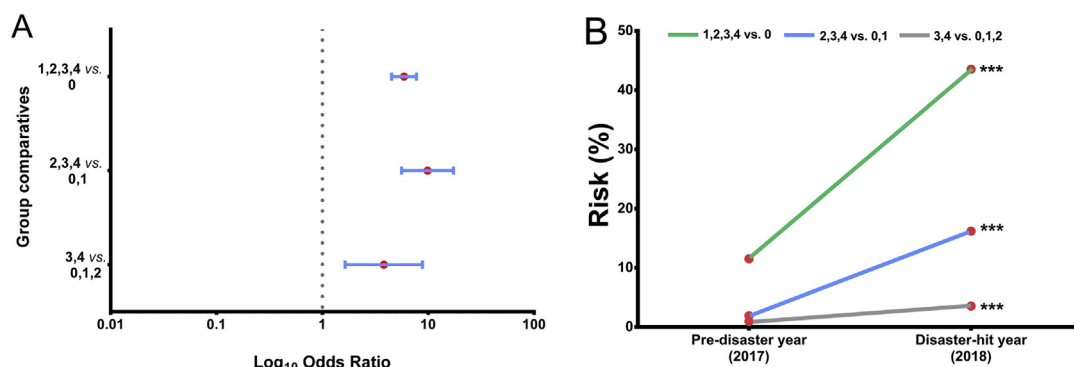 A
Group comparatives
1,2,3,4 vs.
0
2,3,4 vs.
0,1
3,4 vs.
0,1,2
0.01 0.1 1 10 100
Log10 Odds Ratio
B
1,2,3,4 vs. 0 2,3,4 vs. 0,1 3,4 vs. 0,1,2
Risk (%)
50
40
30
20
10
0
***
***
***
Pre-disaster year
(2017)
Disaster-hit year
(2018)